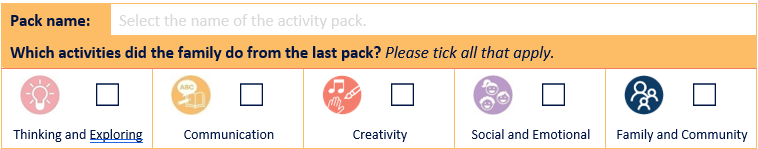 Pack name: Select the name of the activity pack.
Which activities did the family do from the last pack? Please tick all that apply.
ABC
Thinking and Exploring Communication Creativity Social and Emotional Family and Community